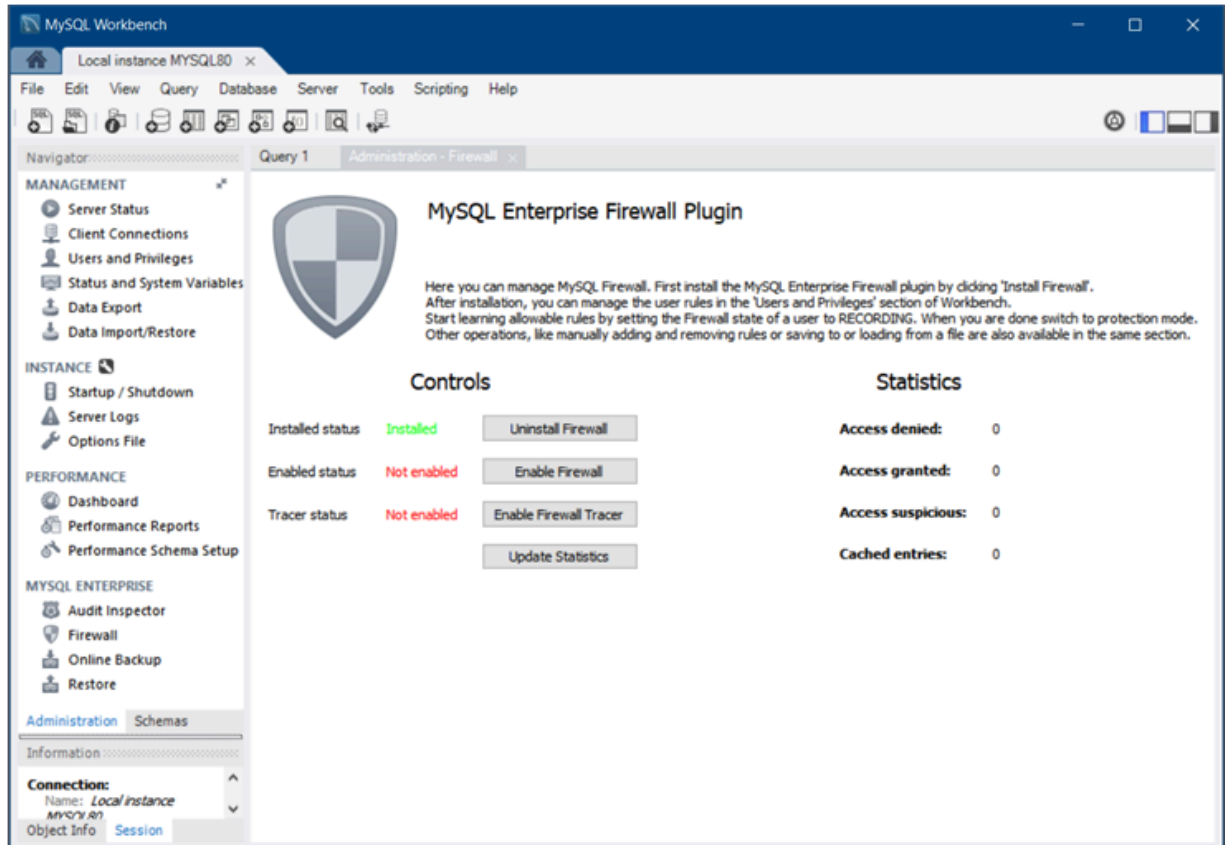 MySQL Workbench
Local instance MYSQL80
File Edit View Query Database Server Tools Scripting Help
Navigator
MANAGEMENT
Server Status
Client Connections
Users and Privileges
Status and System Variables
Data Export
Data Import/Restore
INSTANCE
Startup / Shutdown
Server Logs
Options File
PERFORMANCE
Dashboard
Performance Reports
Performance Schema Setup
MYSQL ENTERPRISE
Audit Inspector
Firewall
Online Backup
Restore
Administration Schemas
Information
Connection:
Name: Local instance
MYSQL80
Object Info Session
Query 1 Administration - Firewall
MySQL Enterprise Firewall Plugin
Here you can manage MySQL Firewall. First install the MySQL Enterprise Firewall plugin by clicking 'Install Firewall'.
After installation, you can manage the user rules in the 'Users and Privileges' section of Workbench.
Start learning allowable rules by setting the Firewall state of a user to RECORDING. When you are done switch to protection mode.
Other operations, like manually adding and removing rules or saving to or loading from a file are also available in the same section.
Controls
Installed status Installed Uninstall Firewall
Enabled status Not enabled Enable Firewall
Tracer status Not enabled Enable Firewall Tracer
Update Statistics
Statistics
Access denied: 0
Access granted: 0
Access suspicious: 0
Cached entries: 0